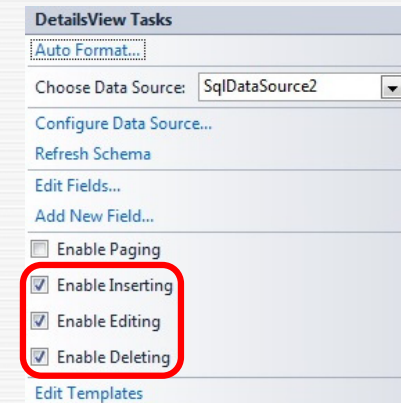 DetailsView Tasks
Auto Format...
Choose Data Source: SqlDataSource2
Configure Data Source...
Refresh Schema
Edit Fields...
Add New Field...
Enable Paging
Enable Inserting
Enable Editing
Enable Deleting
Edit Templates